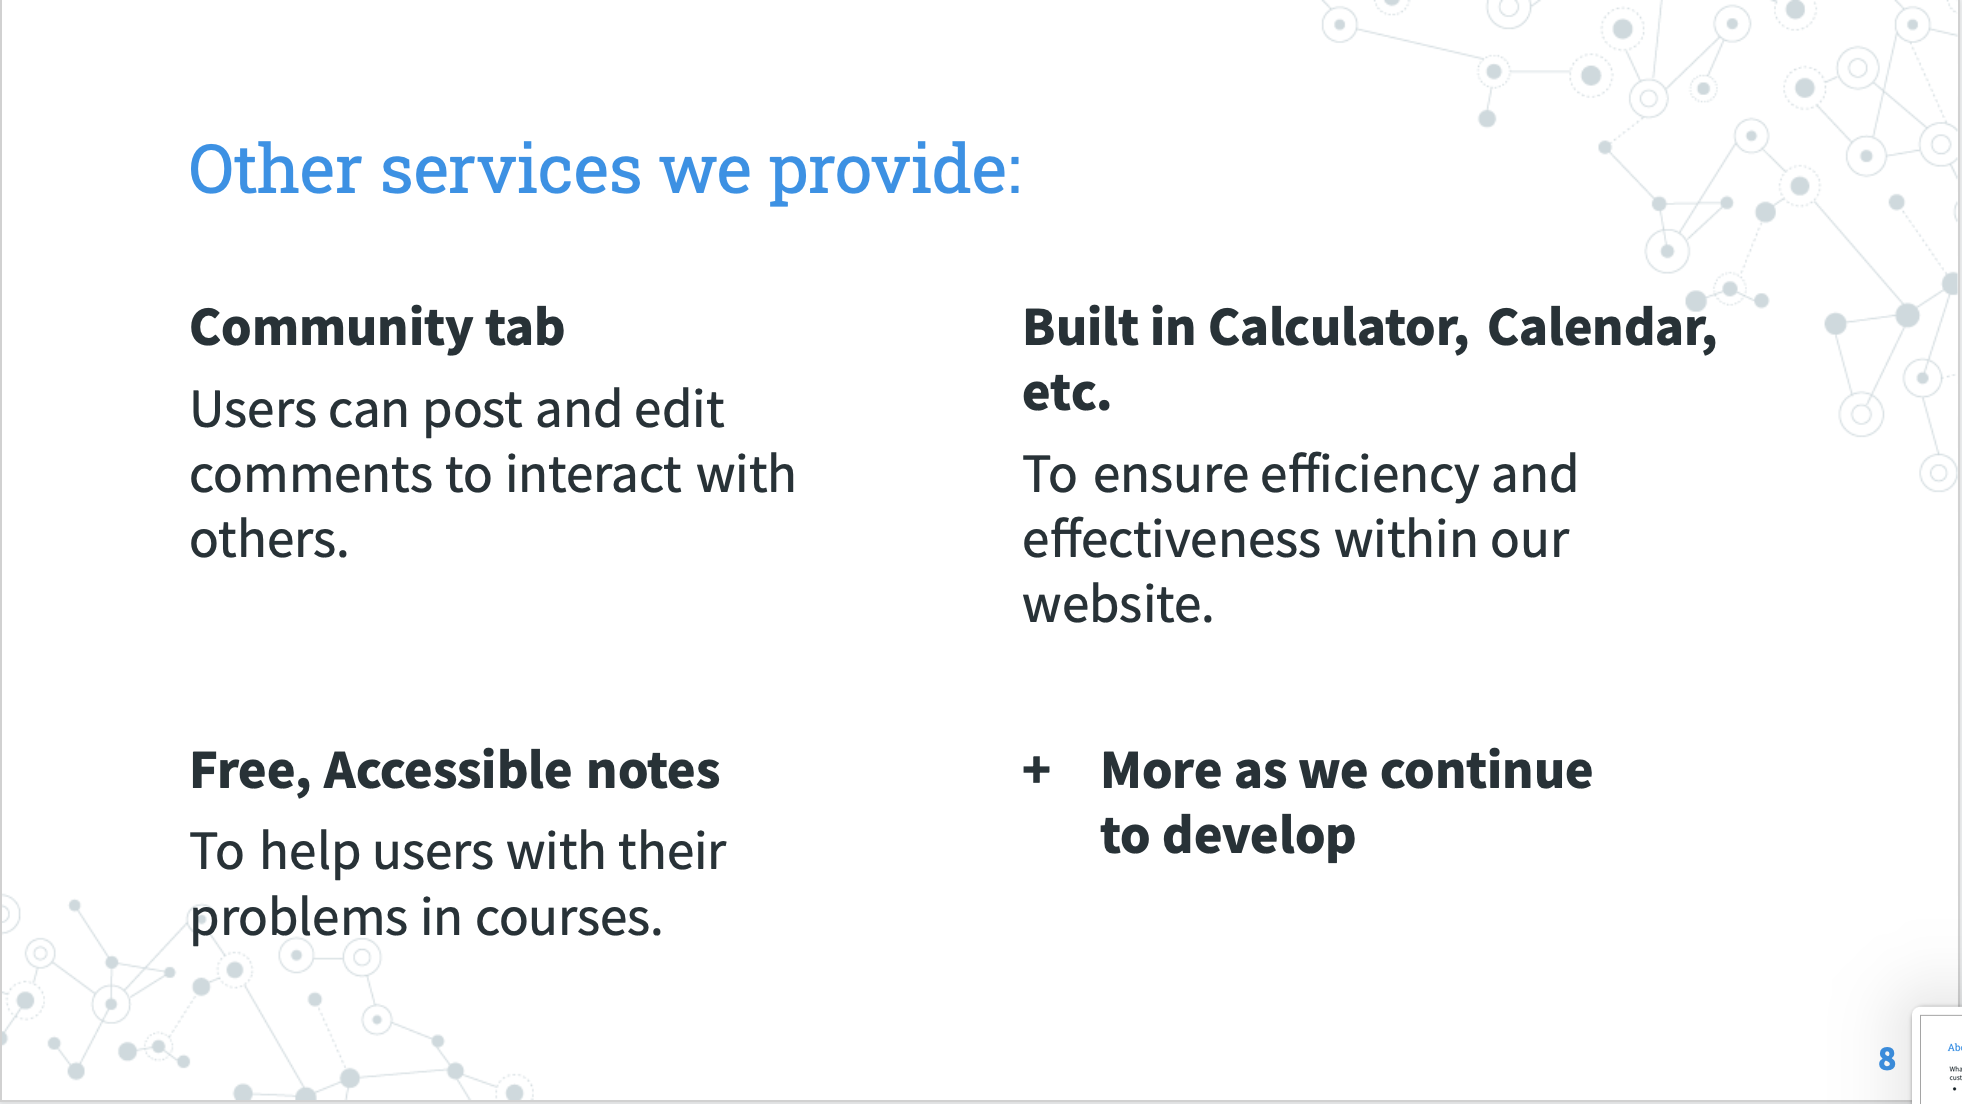 Other services we provide:
Community tab
Users can post and edit
comments to interact with
others.
Built in Calculator, Calendar,
etc.
To ensure efficiency and
effectiveness within our
website.
Free, Accessible notes
To help users with their
problems in courses.
+ More as we continue
to develop
8